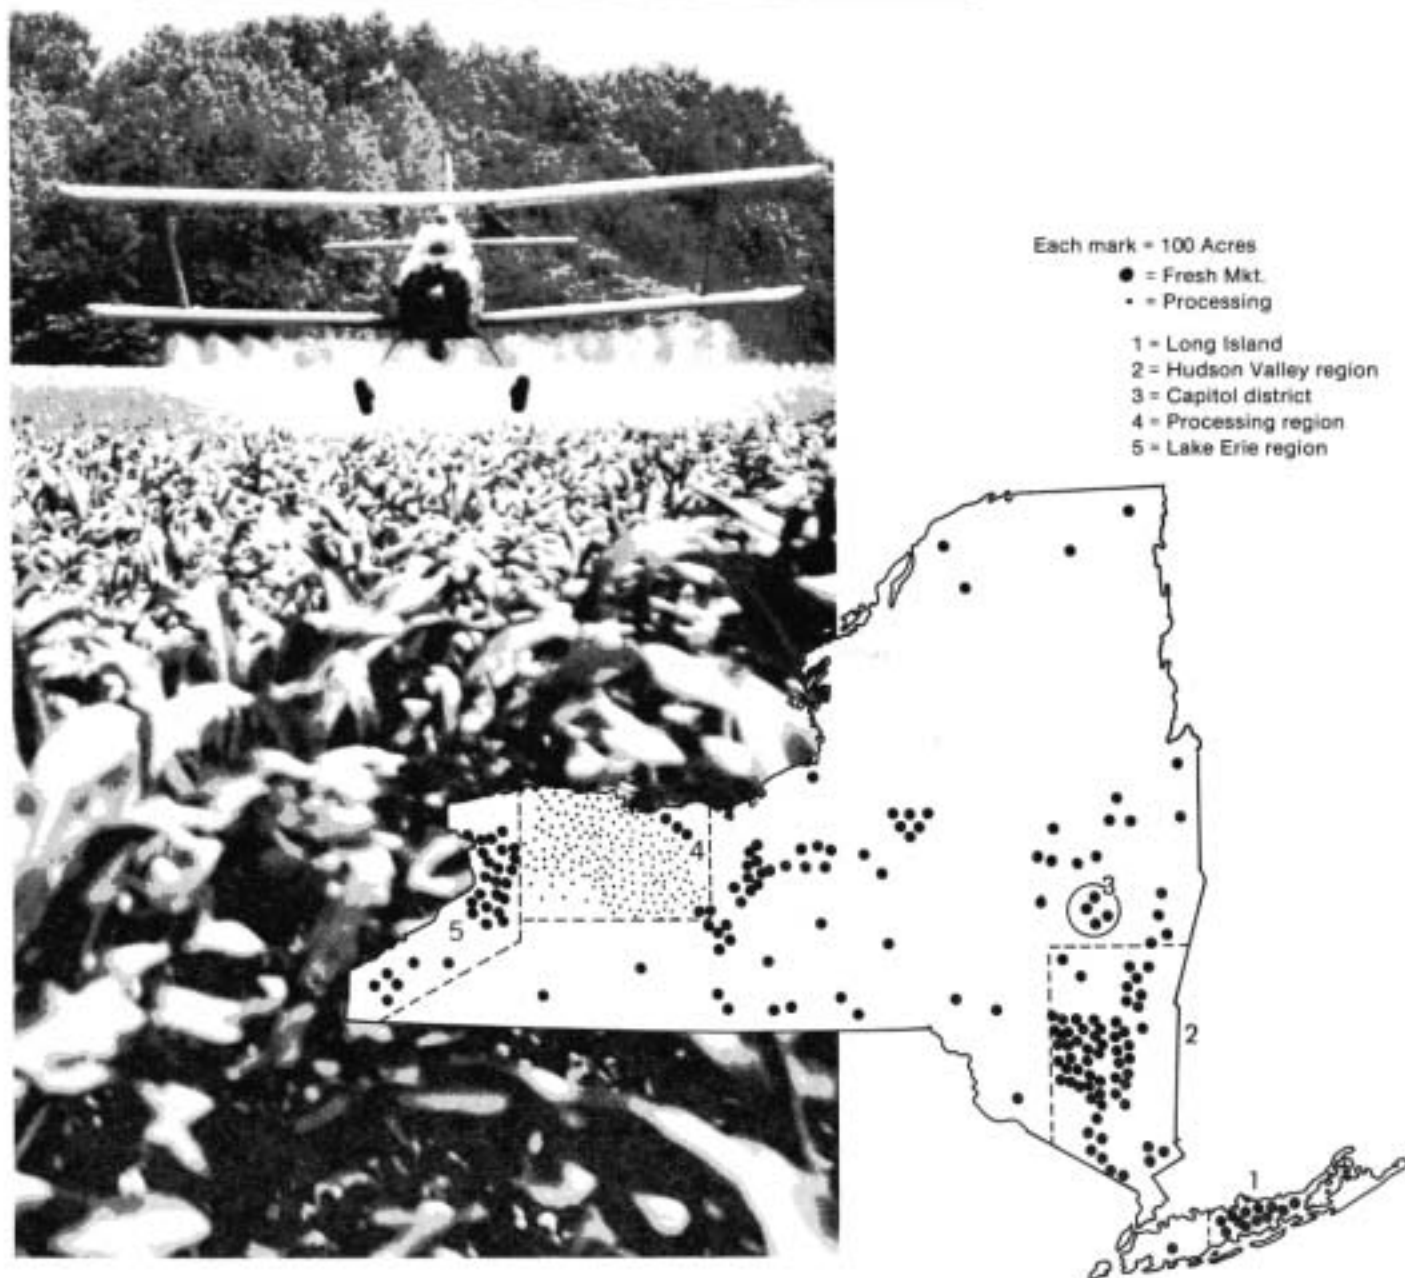 Each mark = 100 Acres
● = Fresh Mkt.
• = Processing
1 = Long Island
2 = Hudson Valley region
3 = Capitol district
4 = Processing region
5 = Lake Erie region
4
3
5
2
1